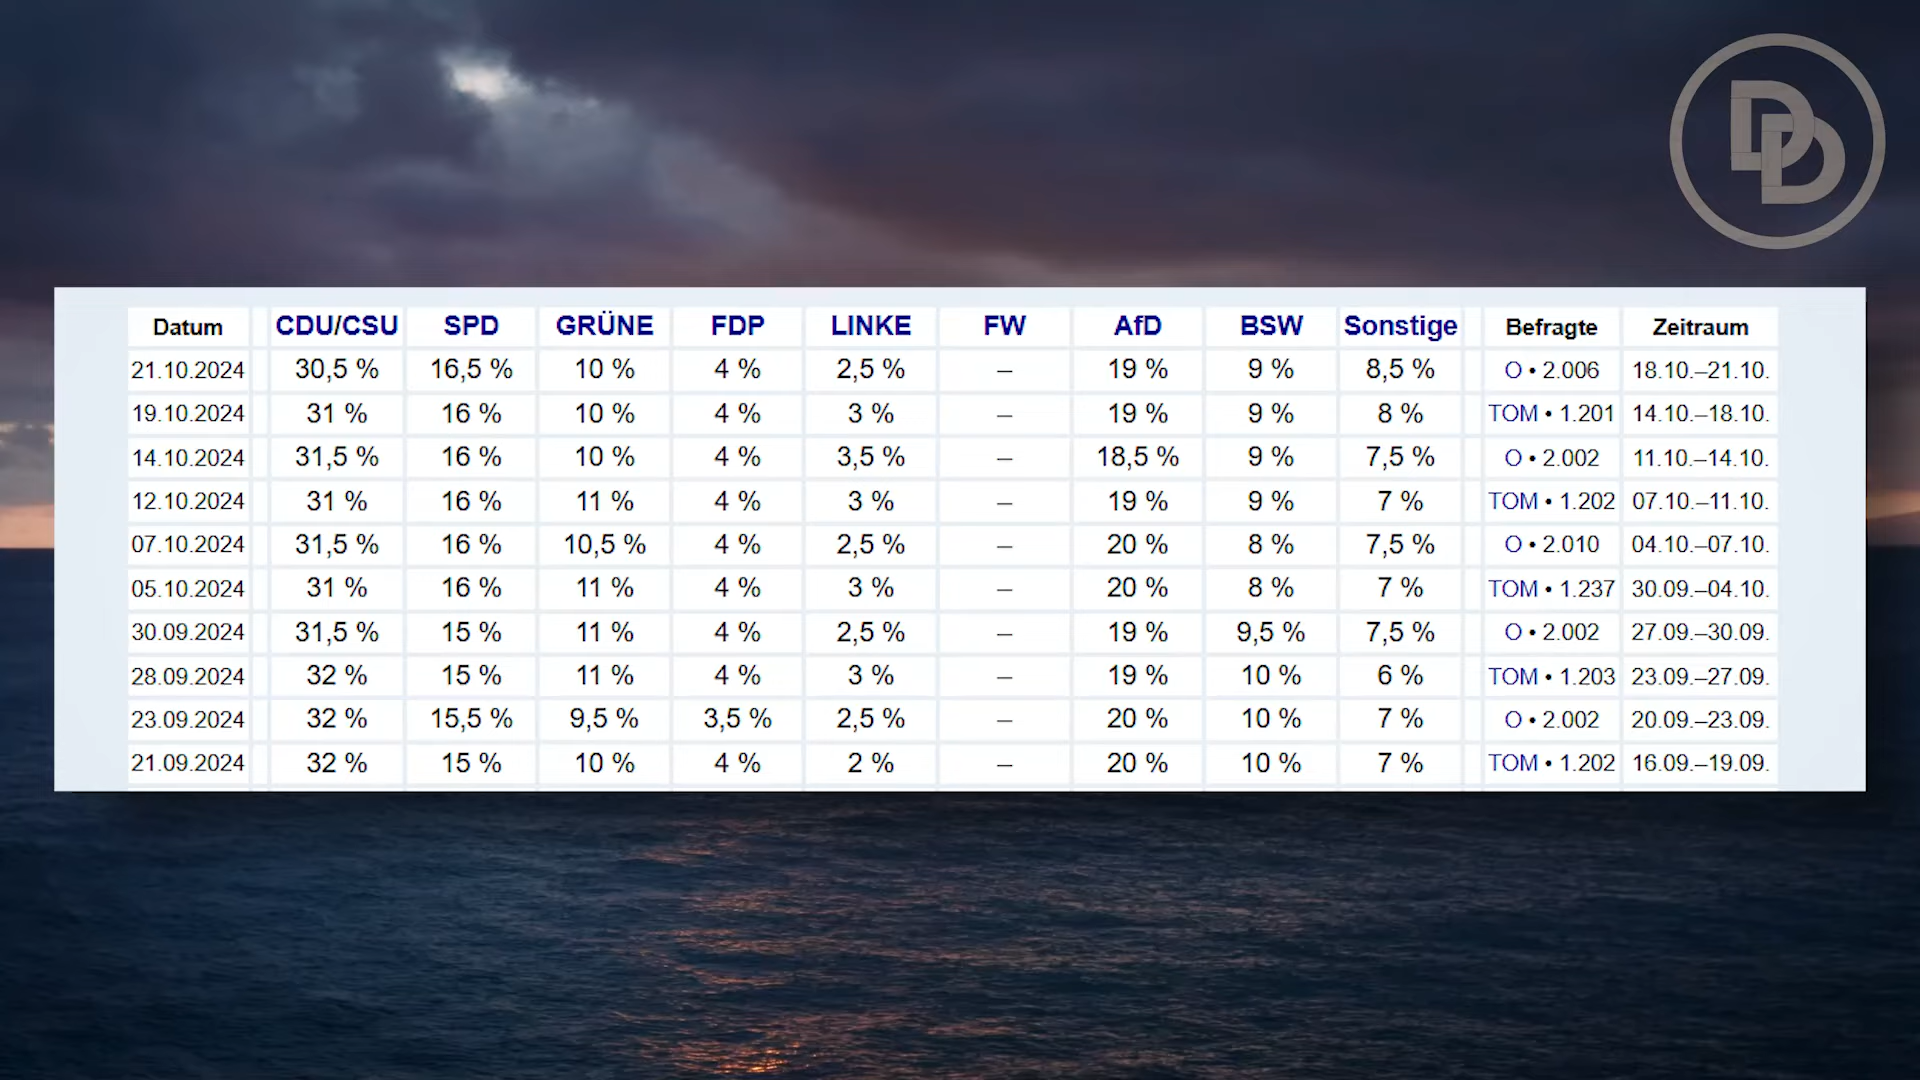 DD
Datum CDU/CSU SPD GRÜNE FDP LINKE FW AfD BSW Sonstige Befragte Zeitraum
21.10.2024 30,5 % 16,5 % 10 % 4 % 2,5 % – 19 % 9 % 8,5 % O • 2.006 18.10.–21.10.
19.10.2024 31 % 16 % 10 % 4 % 3 % – 19 % 9 % 8 % TOM • 1.201 14.10.–18.10.
14.10.2024 31,5 % 16 % 10 % 4 % 3,5 % – 18,5 % 9 % 7,5 % O • 2.002 11.10.–14.10.
12.10.2024 31 % 16 % 11 % 4 % 3 % – 19 % 9 % 7 % TOM • 1.202 07.10.–11.10.
07.10.2024 31,5 % 16 % 10,5 % 4 % 2,5 % – 20 % 8 % 7,5 % O • 2.010 04.10.–07.10.
05.10.2024 31 % 16 % 11 % 4 % 3 % – 20 % 8 % 7 % TOM • 1.237 30.09.–04.10.
30.09.2024 31,5 % 15 % 11 % 4 % 2,5 % – 19 % 9,5 % 7,5 % O • 2.002 27.09.–30.09.
28.09.2024 32 % 15 % 11 % 4 % 3 % – 19 % 10 % 6 % TOM • 1.203 23.09.–27.09.
23.09.2024 32 % 15,5 % 9,5 % 3,5 % 2,5 % – 20 % 10 % 7 % O • 2.002 20.09.–23.09.
21.09.2024 32 % 15 % 10 % 4 % 2 % – 20 % 10 % 7 % TOM • 1.202 16.09.–19.09.